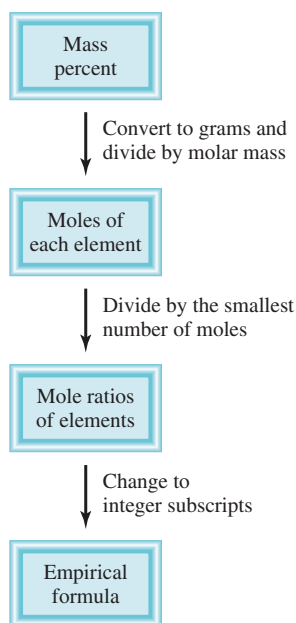 Mass
percent
Convert to grams and
divide by molar mass
Moles of
each element
Divide by the smallest
number of moles
Mole ratios
of elements
Change to
integer subscripts
Empirical
formula